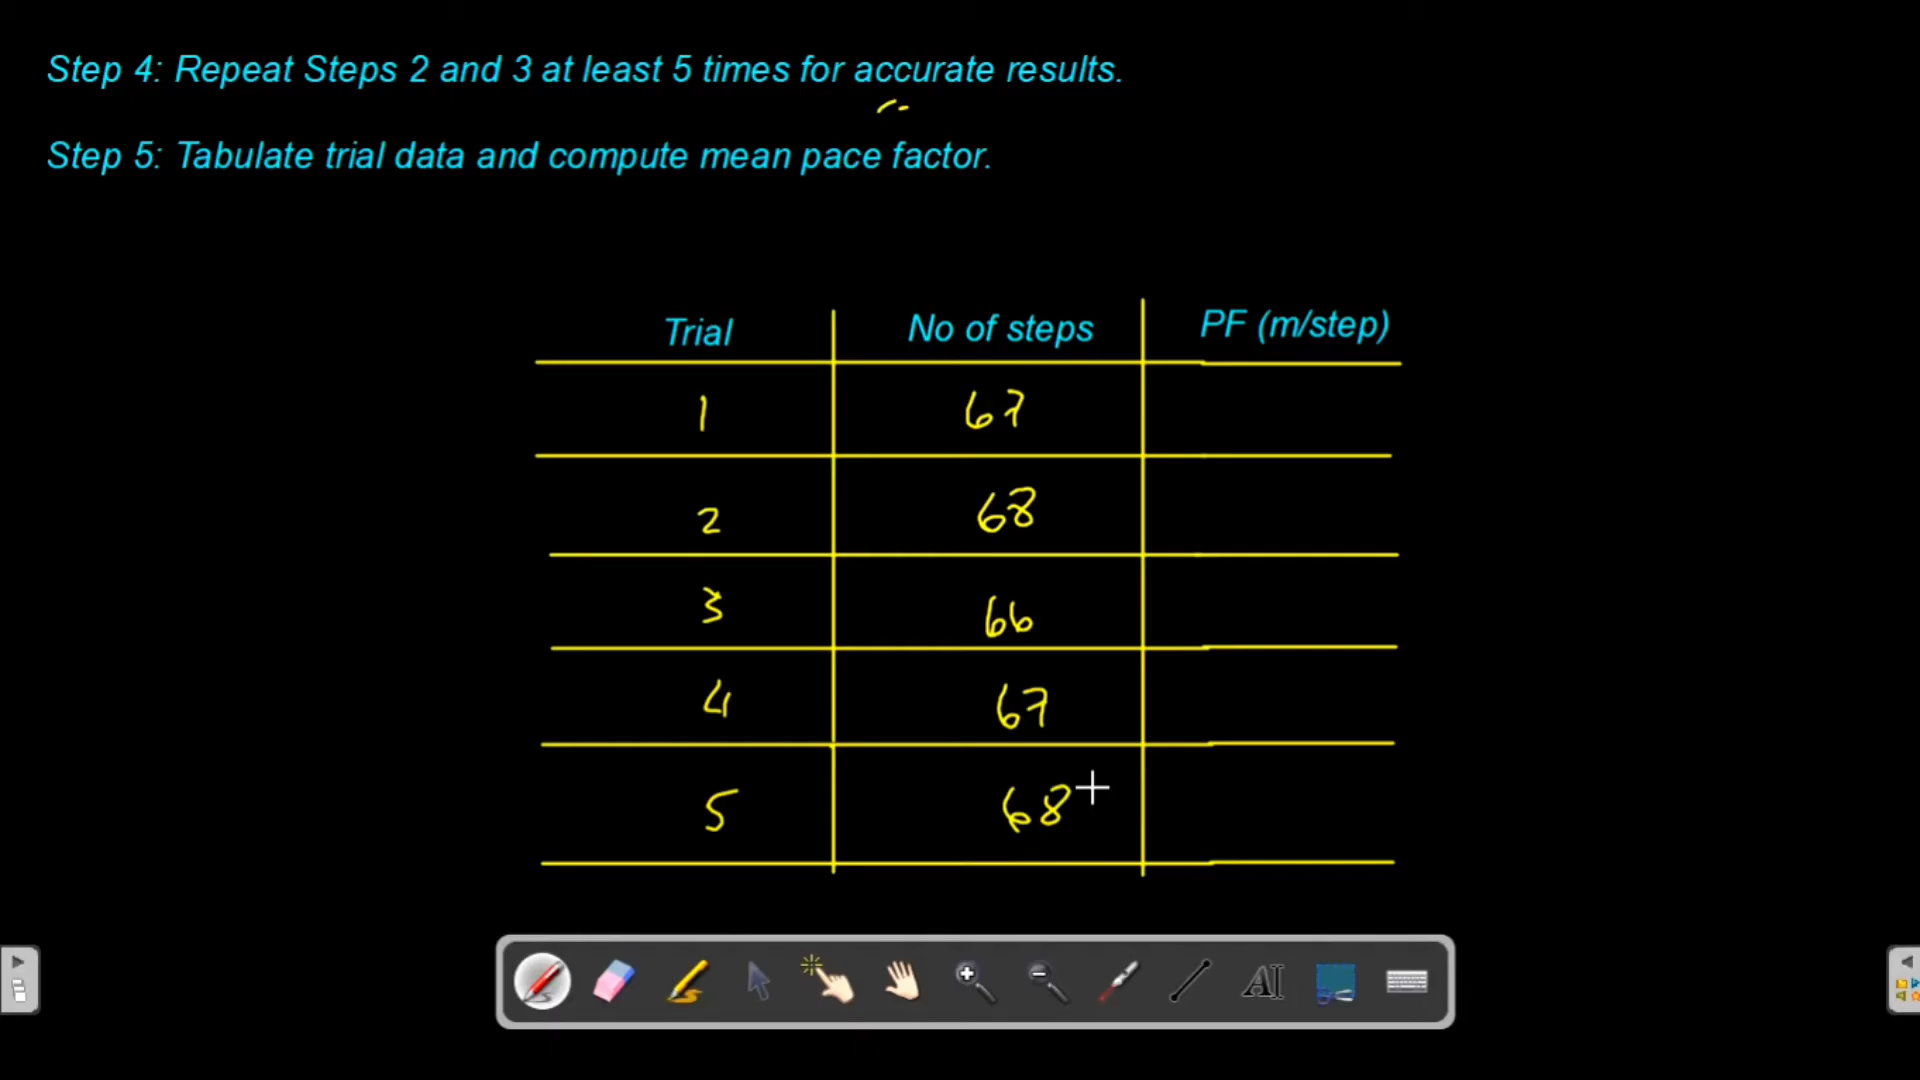 Step 4: Repeat Steps 2 and 3 at least 5 times for accurate results.
Step 5: Tabulate trial data and compute mean pace factor.
Trial No of steps PF (m/step)
1 67
2 68
3 66
4 67
5 68
AI